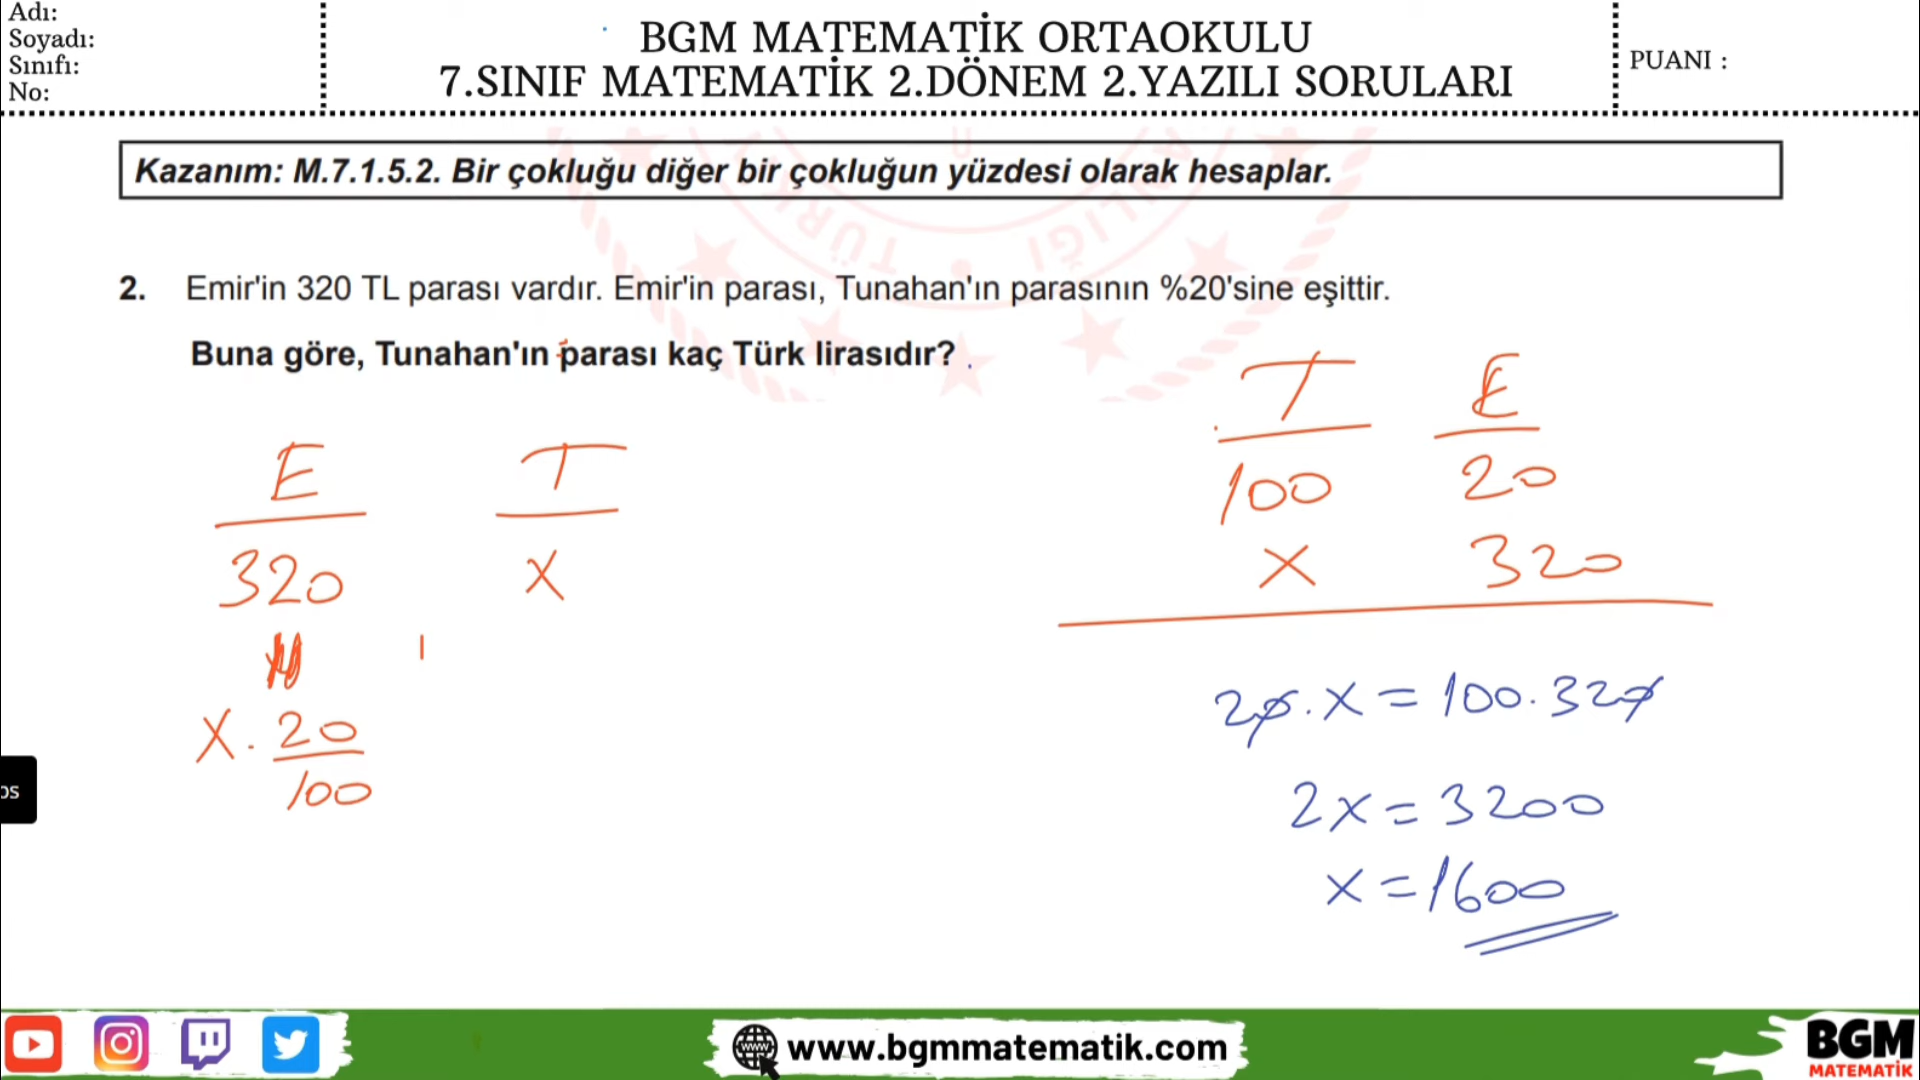 Adı:
Soyadı:
Sınıfı:
No:
BGM MATEMATİK ORTAOKULU
7.SINIF MATEMATİK 2.DÖNEM 2.YAZILI SORULARI
PUANI :
Kazanım: M.7.1.5.2. Bir çokluğu diğer bir çokluğun yüzdesi olarak hesaplar.
2. Emir'in 320 TL parası vardır. Emir'in parası, Tunahan'ın parasının %20'sine eşittir.
Buna göre, Tunahan'ın parası kaç Türk lirasıdır?
E T
320 X
X . 20
100
T E
100 20
X 320
20.X = 100.320
2X = 3200
X = 1600
os
www.bgmmatematik.com
BGM
MATEMATİK